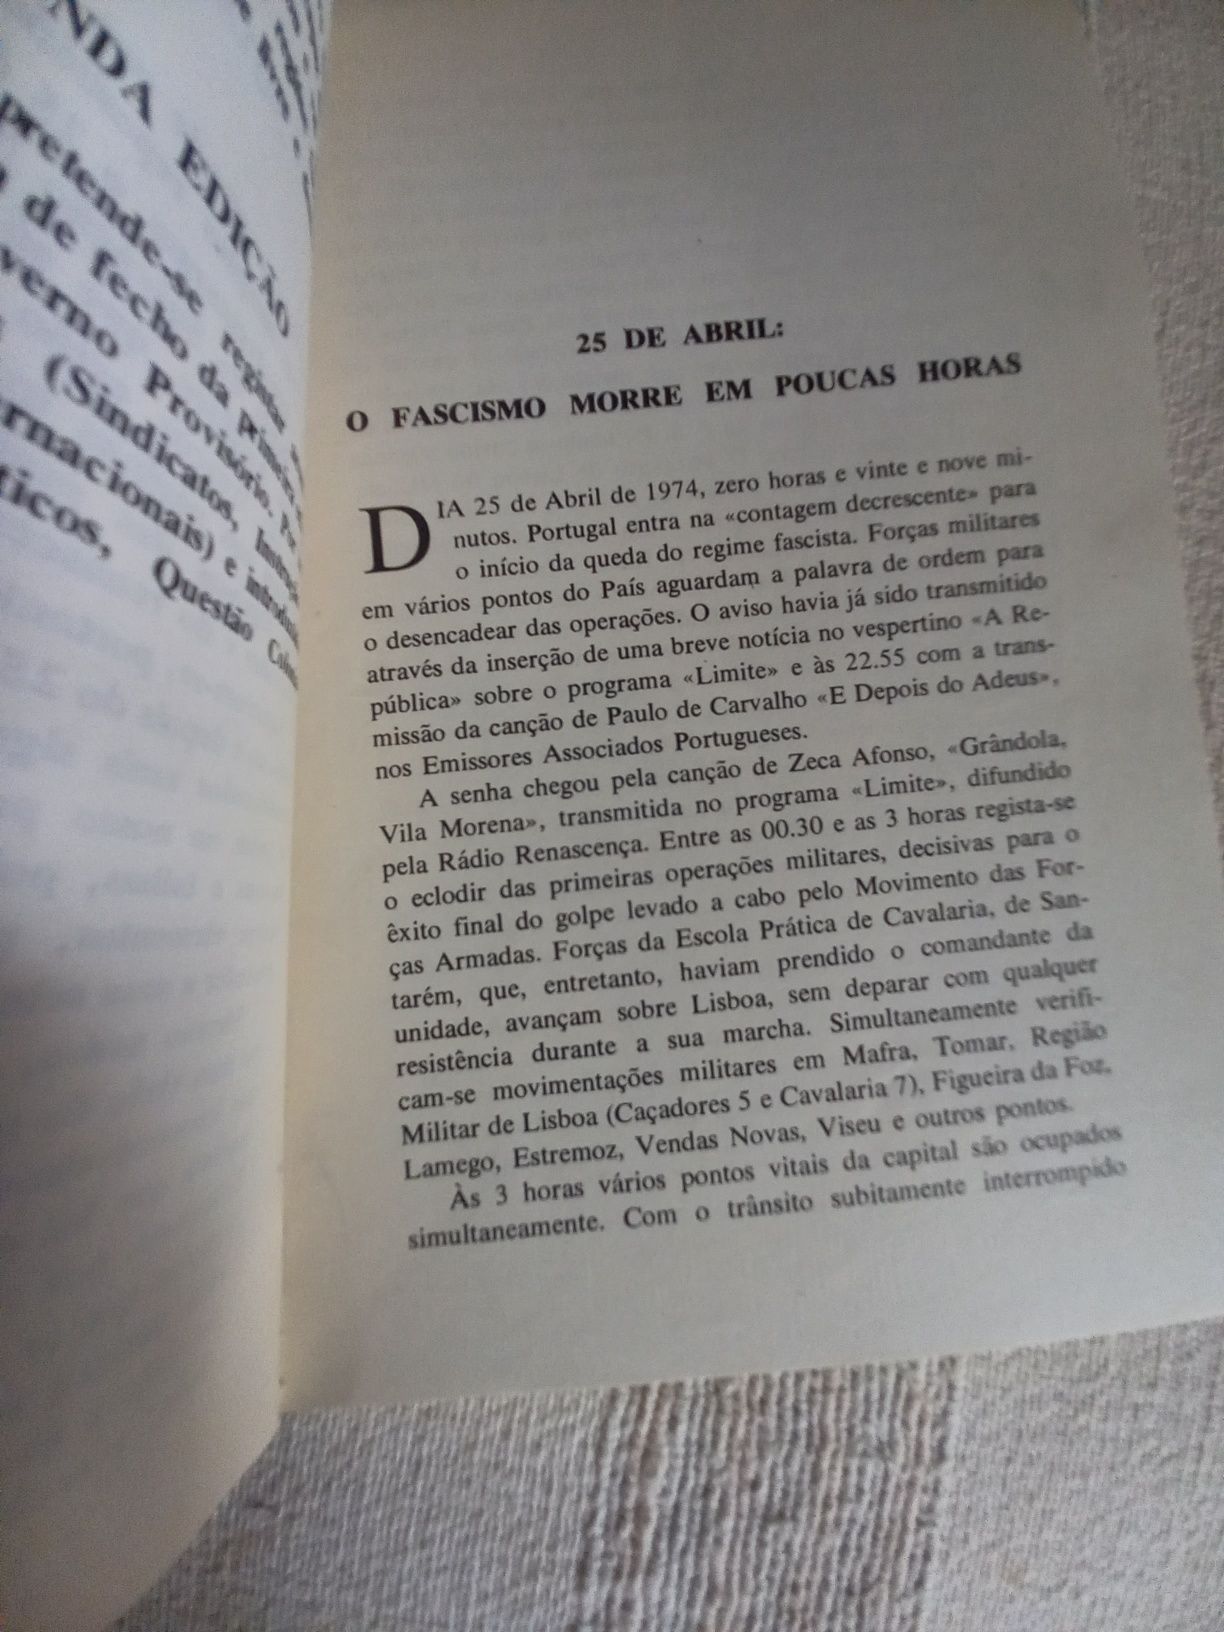 NDA EDIÇÃO
pretende-se registar
de fecho da primeira
verno Provisório. Por
(Sindicatos,
rnacionais) e
ticos, Questão
25 DE ABRIL:
O FASCISMO MORRE EM POUCAS HORAS
DIA 25 de Abril de 1974, zero horas e vinte e nove mi-
nutos. Portugal entra na «contagem decrescente» para
o início da queda do regime fascista. Forças militares
em vários pontos do País aguardam a palavra de ordem para
o desencadear das operações. O aviso havia já sido transmitido
através da inserção de uma breve notícia no vespertino «A Re-
pública» sobre o programa «Limite» e às 22.55 com a trans-
missão da canção de Paulo de Carvalho «E Depois do Adeus»,
nos Emissores Associados Portugueses.
A senha chegou pela canção de Zeca Afonso, «Grândola,
Vila Morena», transmitida no programa «Limite», difundido
pela Rádio Renascença. Entre as 00.30 e as 3 horas regista-se
o eclodir das primeiras operações militares, decisivas para o
êxito final do golpe levado a cabo pelo Movimento das For-
ças Armadas. Forças da Escola Prática de Cavalaria, de San-
tarém, que, entretanto, haviam prendido o comandante da
unidade, avançam sobre Lisboa, sem deparar com qualquer
resistência durante a sua marcha. Simultaneamente verifi-
cam-se movimentações militares em Mafra, Tomar, Região
Militar de Lisboa (Caçadores 5 e Cavalaria 7), Figueira da Foz,
Lamego, Estremoz, Vendas Novas, Viseu e outros pontos.
Às 3 horas vários pontos vitais da capital são ocupados
simultaneamente. Com o trânsito subitamente interrompido